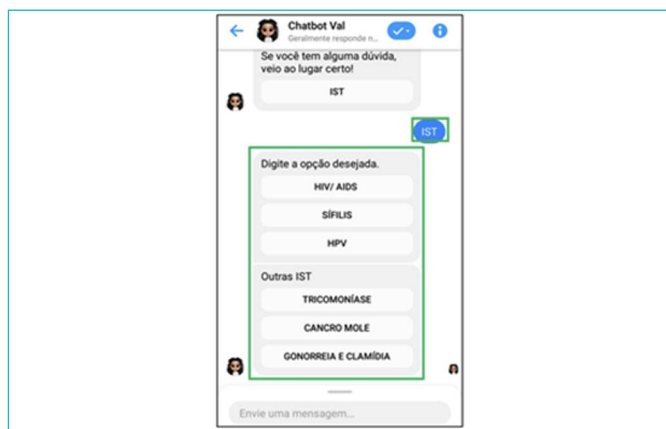 Chatbot Val
Geralmente responde n...
Se você tem alguma dúvida,
veio ao lugar certo!
IST
IST
Digite a opção desejada.
HIV/ AIDS
SÍFILIS
HPV
Outras IST
TRICOMONÍASE
CANCRO MOLE
GONORREIA E CLAMÍDIA
Envie uma mensagem...